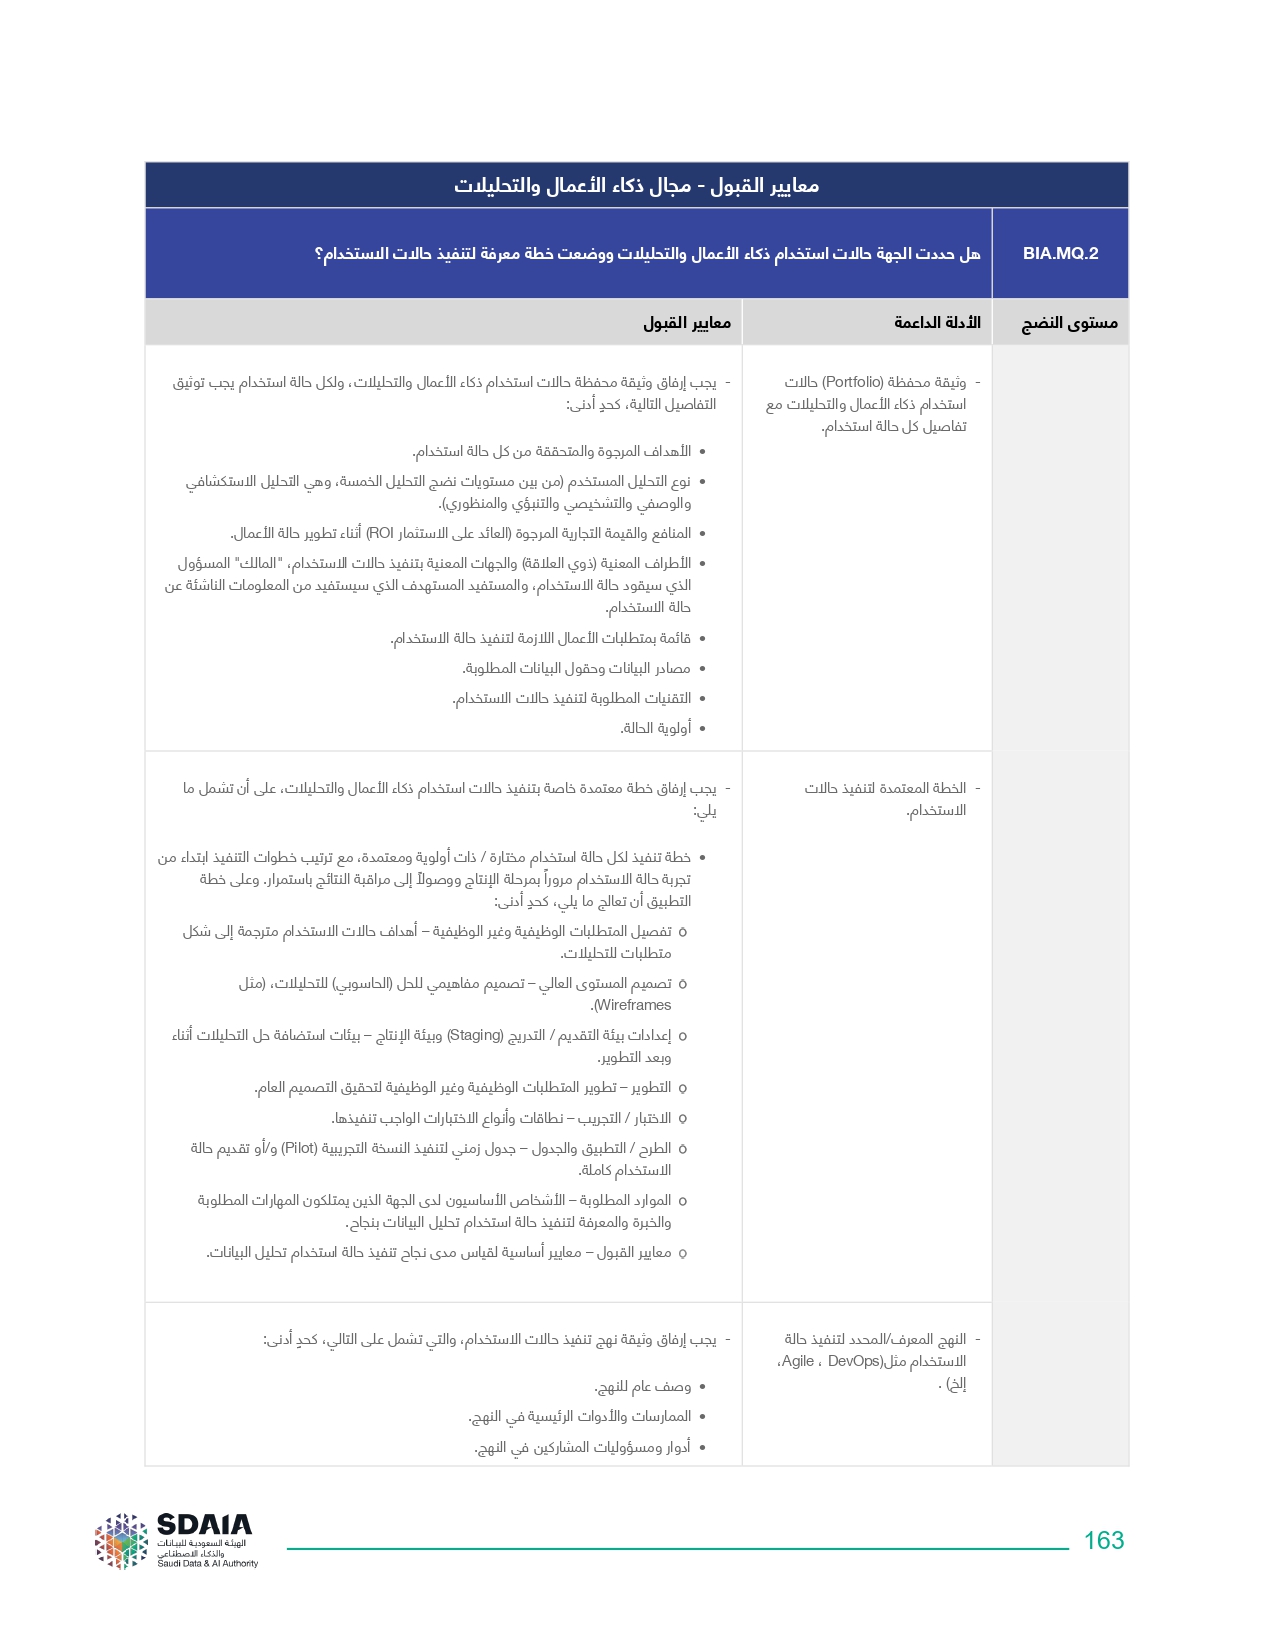 معايير القبول - مجال ذكاء الأعمال والتحليلات
BIA.MQ.2
هل حددت الجهة حالات استخدام ذكاء الأعمال والتحليلات ووضعت خطة معرفة لتنفيذ حالات الاستخدام؟
مستوى النضج
الأدلة الداعمة
معايير القبول
- وثيقة محفظة (Portfolio) حالات
استخدام ذكاء الأعمال والتحليلات مع
تفاصيل كل حالة استخدام.
- يجب إرفاق وثيقة محفظة حالات استخدام ذكاء الأعمال والتحليلات، ولكل حالة استخدام يجب توثيق
التفاصيل التالية، كحدٍ أدنى:
• الأهداف المرجوة والمتحققة من كل حالة استخدام.
• نوع التحليل المستخدم (من بين مستويات نضج التحليل الخمسة، وهي التحليل الاستكشافي
والوصفي والتشخيصي والتنبؤي والمنظوري).
• المنافع والقيمة التجارية المرجوة (العائد على الاستثمار ROI) أثناء تطوير حالة الأعمال.
• الأطراف المعنية (ذوي العلاقة) والجهات المعنية بتنفيذ حالات الاستخدام، "المالك" المسؤول
الذي سيقود حالة الاستخدام، والمستفيد المستهدف الذي سيستفيد من المعلومات الناشئة عن
حالة الاستخدام.
• قائمة بمتطلبات الأعمال اللازمة لتنفيذ حالة الاستخدام.
• مصادر البيانات وحقول البيانات المطلوبة.
• التقنيات المطلوبة لتنفيذ حالات الاستخدام.
• أولوية الحالة.
- الخطة المعتمدة لتنفيذ حالات
الاستخدام.
- يجب إرفاق خطة معتمدة خاصة بتنفيذ حالات استخدام ذكاء الأعمال والتحليلات، على أن تشمل ما
يلي:
• خطة تنفيذ لكل حالة استخدام مختارة / ذات أولوية ومعتمدة، مع ترتيب خطوات التنفيذ ابتداء من
تجربة حالة الاستخدام مروراً بمرحلة الإنتاج ووصولاً إلى مراقبة النتائج باستمرار. وعلى خطة
التطبيق أن تعالج ما يلي، كحدٍ أدنى:
o تفصيل المتطلبات الوظيفية وغير الوظيفية – أهداف حالات الاستخدام مترجمة إلى شكل
متطلبات للتحليلات.
o تصميم المستوى العالي – تصميم مفاهيمي للحل (الحاسوبي) للتحليلات، (مثل
Wireframes).
o إعدادات بيئة التقديم / التدريج (Staging) وبيئة الإنتاج – بيئات استضافة حل التحليلات أثناء
وبعد التطوير.
o التطوير – تطوير المتطلبات الوظيفية وغير الوظيفية لتحقيق التصميم العام.
o الاختبار / التجريب – نطاقات وأنواع الاختبارات الواجب تنفيذها.
o الطرح / التطبيق والجدول – جدول زمني لتنفيذ النسخة التجريبية (Pilot) و/أو تقديم حالة
الاستخدام كاملة.
o الموارد المطلوبة – الأشخاص الأساسيون لدى الجهة الذين يمتلكون المهارات المطلوبة
والخبرة والمعرفة لتنفيذ حالة استخدام تحليل البيانات بنجاح.
o معايير القبول – معايير أساسية لقياس مدى نجاح تنفيذ حالة استخدام تحليل البيانات.
- النهج المعرف/المحدد لتنفيذ حالة
الاستخدام مثل(Agile ، DevOps،
إلخ) .
- يجب إرفاق وثيقة نهج تنفيذ حالات الاستخدام، والتي تشمل على التالي، كحدٍ أدنى:
• وصف عام للنهج.
• الممارسات والأدوات الرئيسية في النهج.
• أدوار ومسؤوليات المشاركين في النهج.
SDAIA
الهيئة السعودية للبيانات
والذكاء الاصطناعي
Saudi Data & AI Authority
163